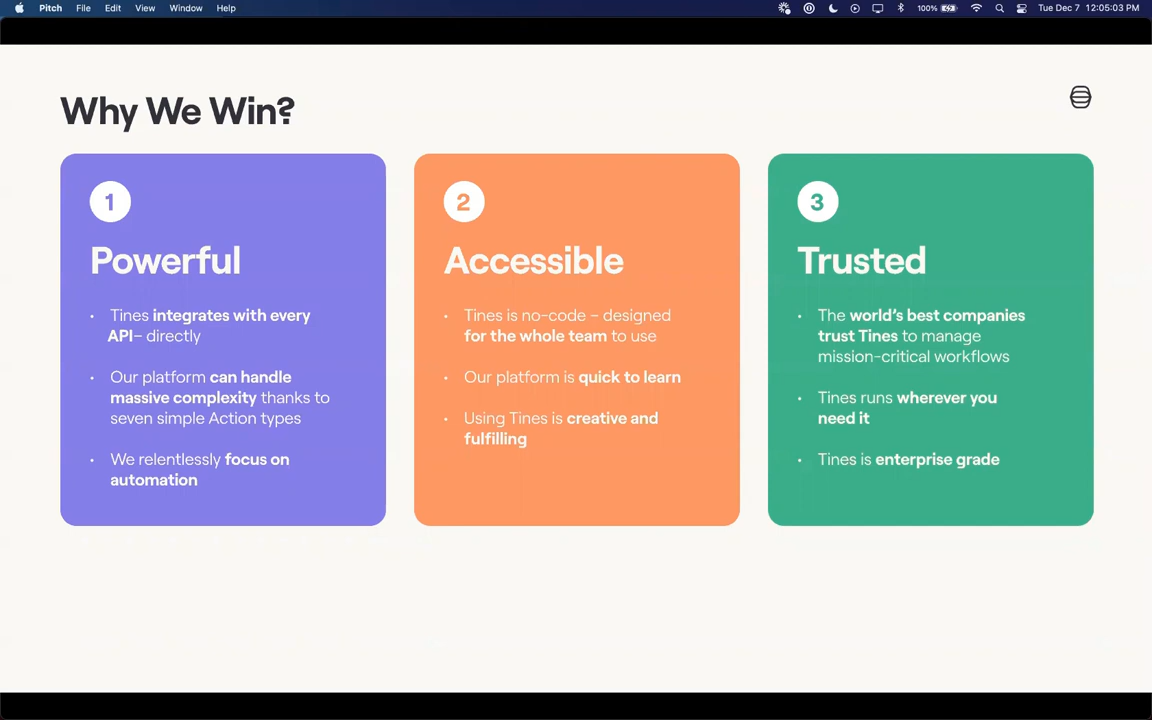 Pitch File Edit View Window Help 100% Tue Dec 7 12:05:03 PM
Why We Win?
1
Powerful
• Tines integrates with every
API– directly
• Our platform can handle
massive complexity thanks to
seven simple Action types
• We relentlessly focus on
automation
2
Accessible
• Tines is no-code – designed
for the whole team to use
• Our platform is quick to learn
• Using Tines is creative and
fulfilling
3
Trusted
• The world’s best companies
trust Tines to manage
mission-critical workflows
• Tines runs wherever you
need it
• Tines is enterprise grade